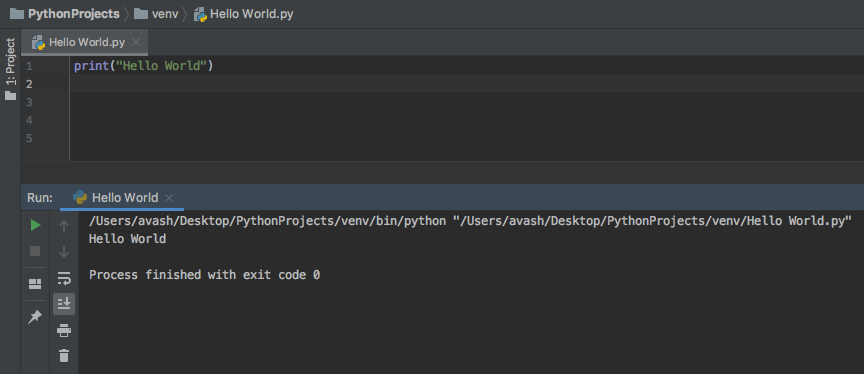 PythonProjects venv Hello World.py
1: Project
Hello World.py
1 print("Hello World")
2
3
4
5
Run: Hello World
/Users/avash/Desktop/PythonProjects/venv/bin/python "/Users/avash/Desktop/PythonProjects/venv/Hello World.py"
Hello World
Process finished with exit code 0